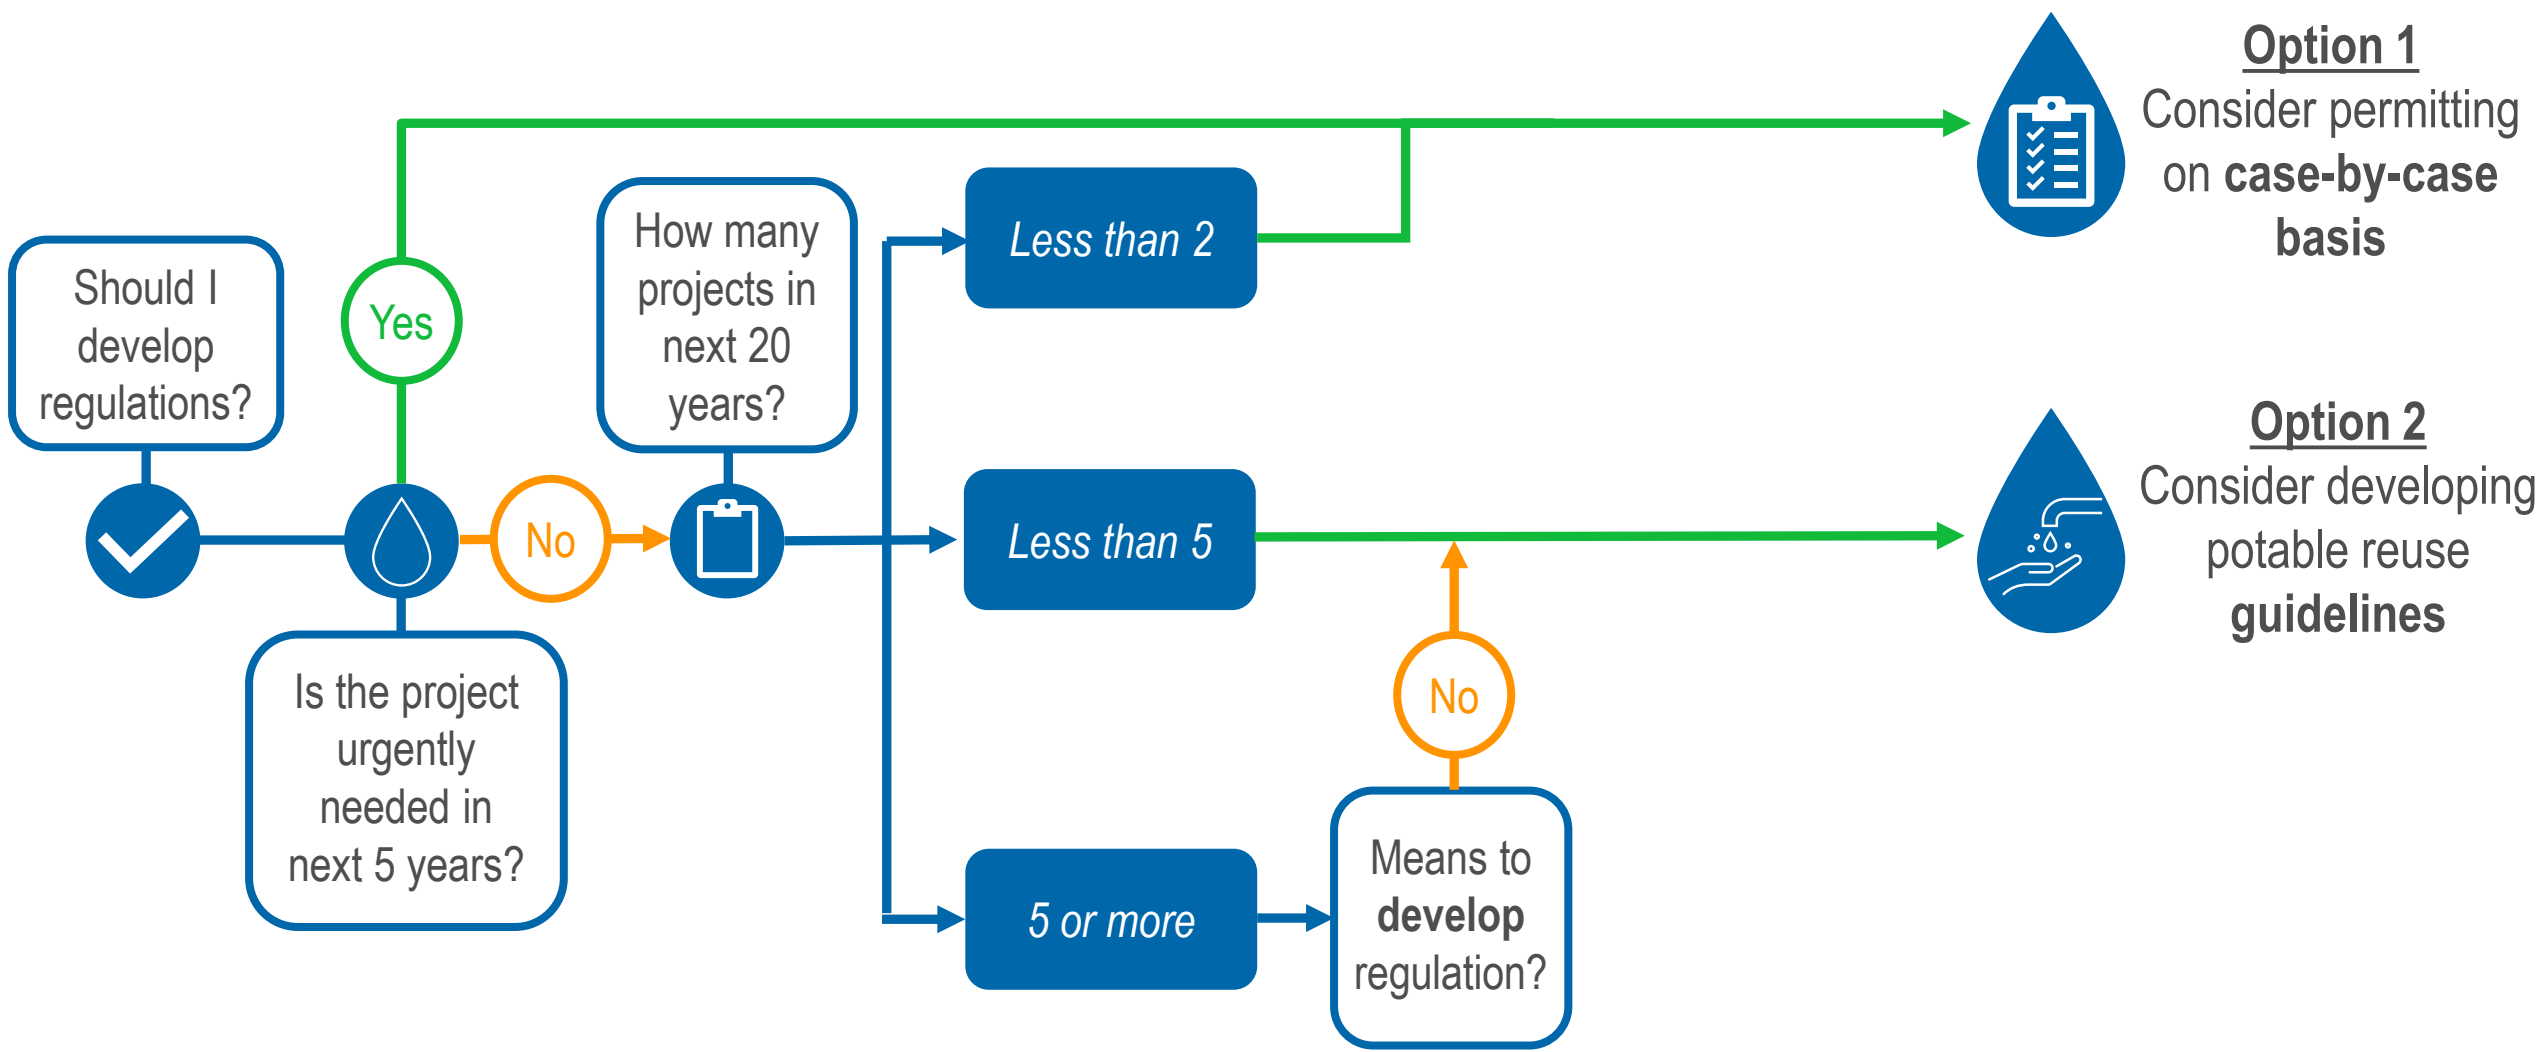 Should I
develop
regulations?
Yes
Is the project
urgently
needed in
next 5 years?
No
How many
projects in
next 20
years?
Less than 2
Less than 5
5 or more
Means to
develop
regulation?
No
Option 1
Consider permitting
on case-by-case
basis
Option 2
Consider developing
potable reuse
guidelines